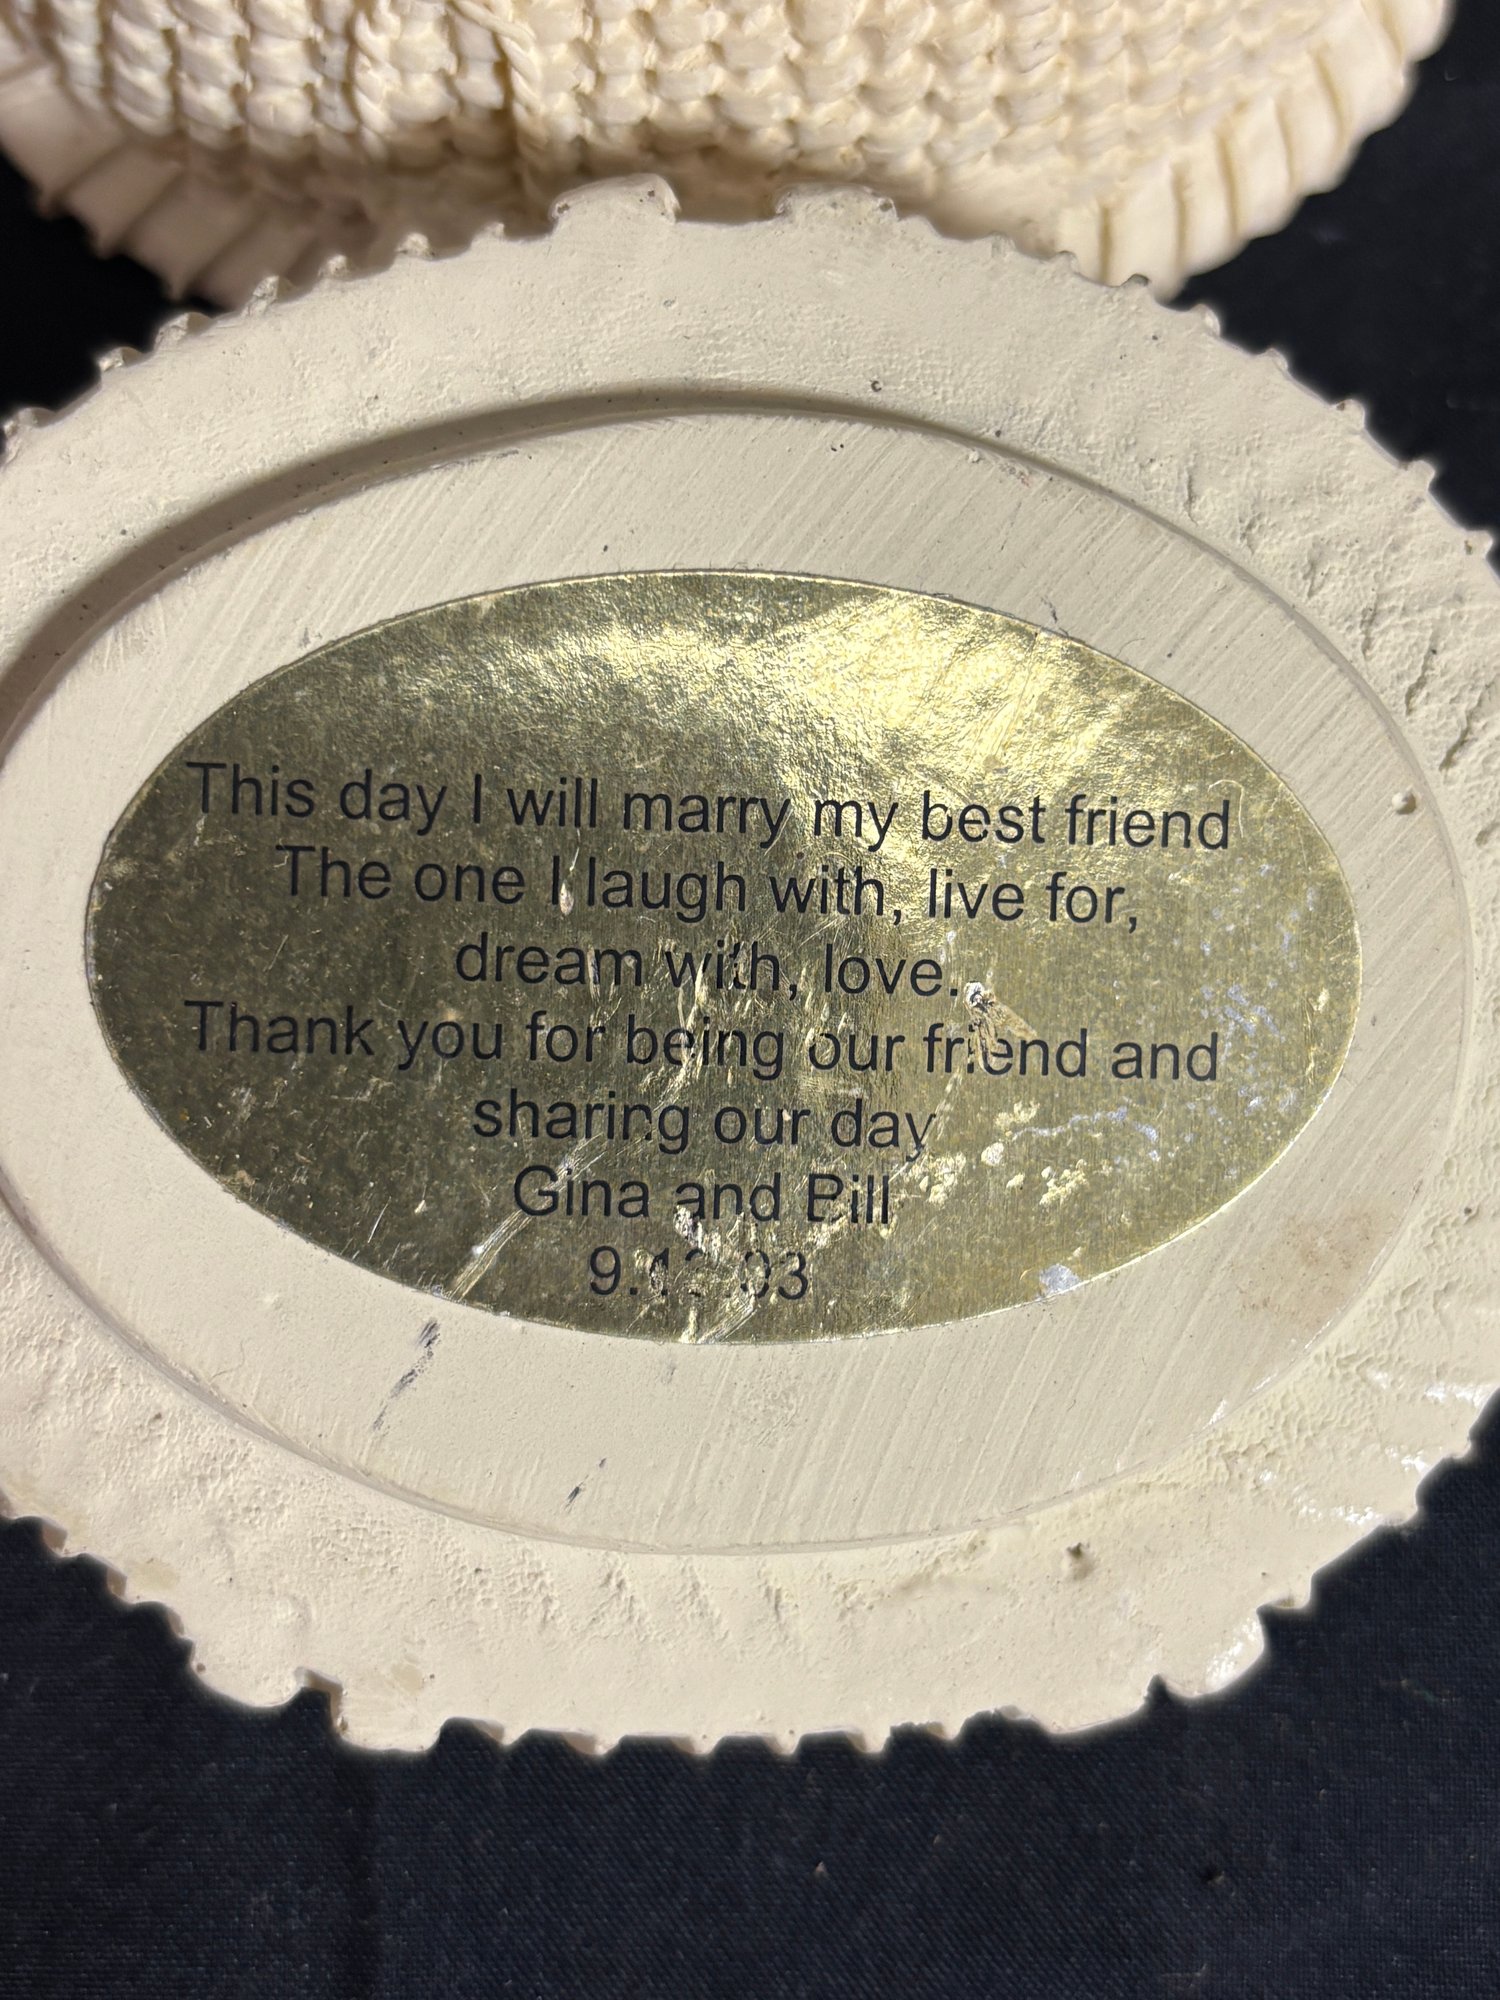 This day I will marry my best friend
The one I laugh with, live for,
dream with, love.
Thank you for being our friend and
sharing our day
Gina and Bill